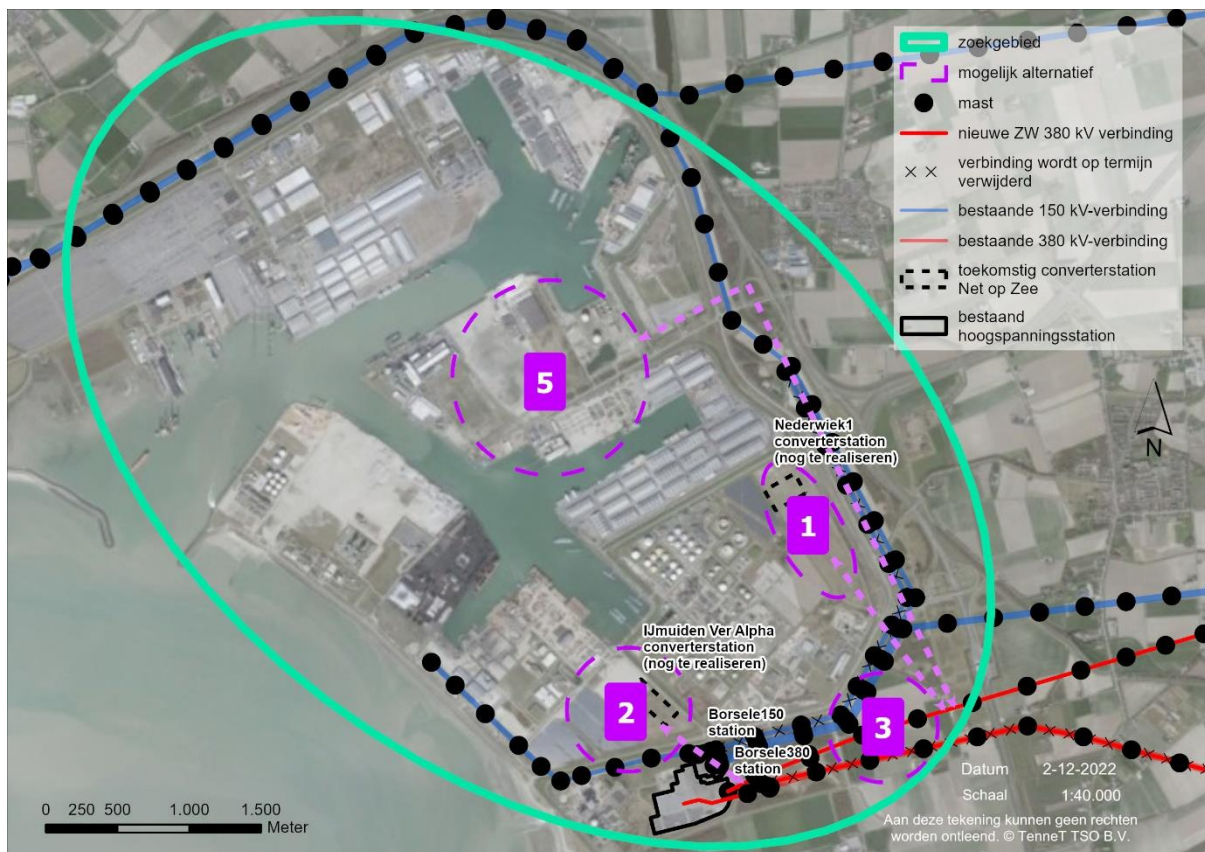 zoekgebied
mogelijk alternatief
mast
nieuwe ZW 380 kV verbinding
verbinding wordt op termijn
verwijderd
bestaande 150 kV-verbinding
bestaande 380 kV-verbinding
toekomstig converterstation
Net op Zee
bestaand
hoogspanningsstation
N
5
Nederwiek1
converterstation
(nog te realiseren)
1
IJmuiden Ver Alpha
converterstation
(nog te realiseren)
2
Borsele150
station
Borsele380
station
3
Datum 2-12-2022
Schaal 1:40.000
Aan deze tekening kunnen geen rechten
worden ontleend. © TenneT TSO B.V.
0 250 500 1.000 1.500
Meter